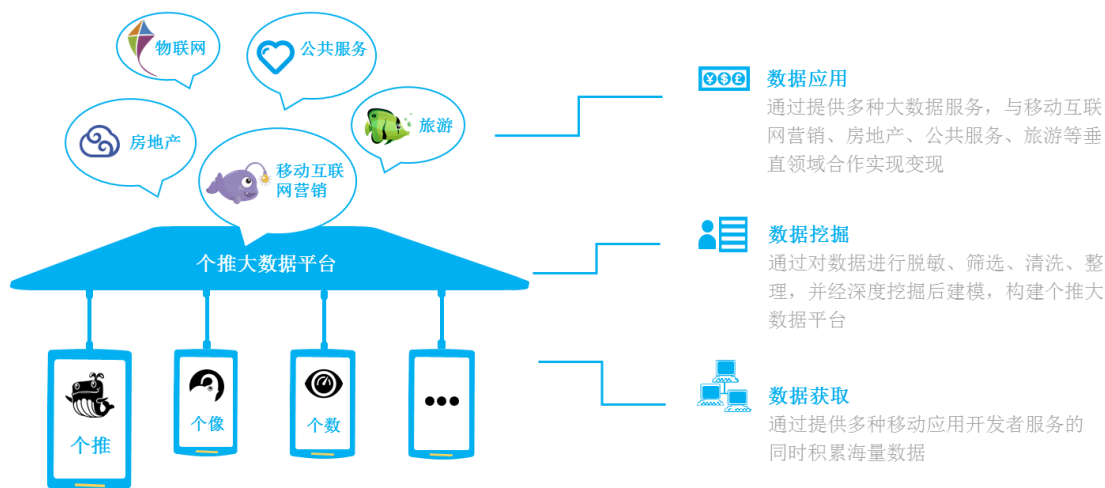 物联网
公共服务
房地产
旅游
移动互联
网营销
个推大数据平台
个推
个像
个数
数据应用
通过提供多种大数据服务，与移动互联
网营销、房地产、公共服务、旅游等垂
直领域合作实现变现
数据挖掘
通过对数据进行脱敏、筛选、清洗、整
理，并经深度挖掘后建模，构建个推大
数据平台
数据获取
通过提供多种移动应用开发者服务的
同时积累海量数据